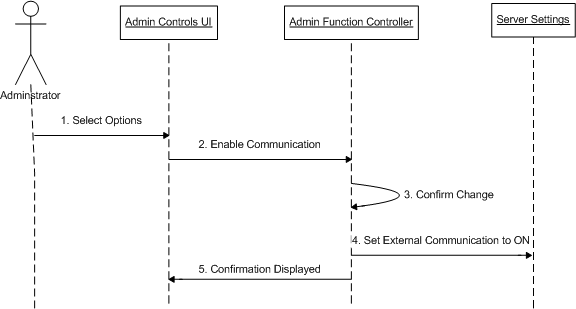 Admin Controls UI
Admin Function Controller
Server Settings
Adminstrator
1. Select Options
2. Enable Communication
3. Confirm Change
4. Set External Communication to ON
5. Confirmation Displayed